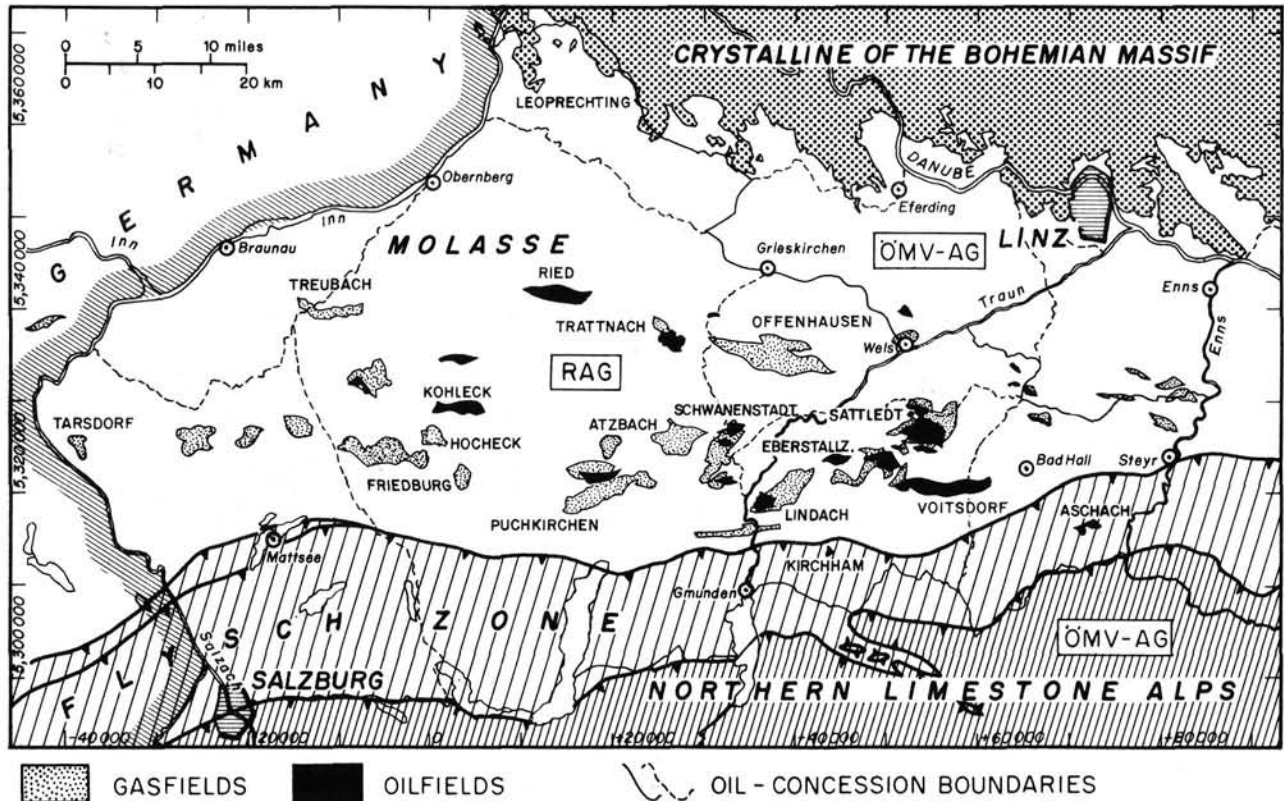 0 5 10 miles
0 10 20 km
CRYSTALLINE OF THE BOHEMIAN MASSIF
LEOPRECHTING
GERMANY
DANUBE
Obernberg
Eferding
Inn
Inn
Braunau
MOLASSE
LINZ
Grieskirchen
ÖMV-AG
TREUBACH
RIED
Traun
Enns
TRATTNACH
OFFENHAUSEN
Wels
Enns
RAG
KOHLECK
TARSDORF
ATZBACH
SCHWANENSTADT
SATTLEDT
HOCHECK
EBERSTALLZ.
FRIEDBURG
Bad Hall
Steyr
PUCHKIRCHEN
LINDACH
VOITSDORF
ASCHACH
Mattsee
KIRCHHAM
Gmunden
FLYSCH ZONE
ÖMV-AG
Salzach
SALZBURG
NORTHERN LIMESTONE ALPS
5,360000
5,340000
5,320000
5,300000
-40000 -20000 0 +20000 +40000 +60000 +80000
GASFIELDS OILFIELDS OIL-CONCESSION BOUNDARIES